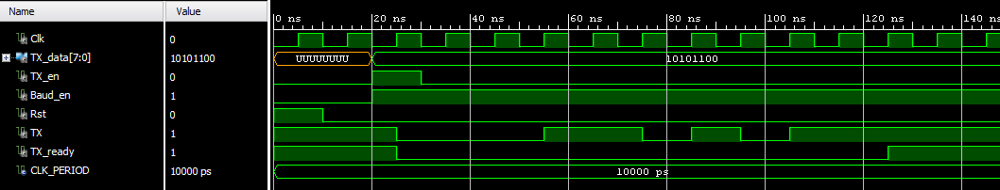 Name Value 0 ns 20 ns 40 ns 60 ns 80 ns 100 ns 120 ns 140 ns
Clk 0
TX_data[7:0] 10101100 UUUUUUUU 10101100
TX_en 0
Baud_en 1
Rst 0
TX 1
TX_ready 1
CLK_PERIOD 10000 ps 10000 ps